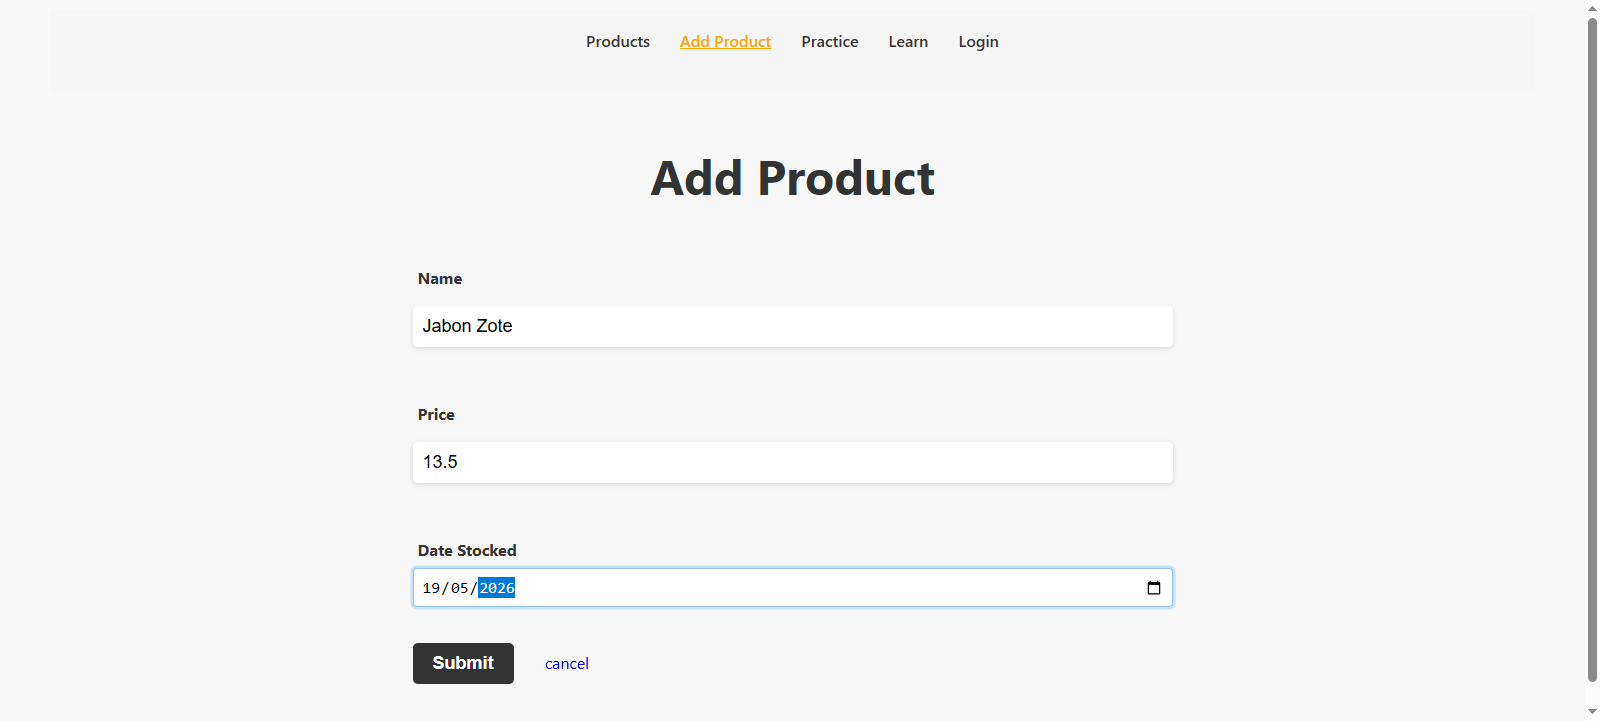 Products Add Product Practice Learn Login
Add Product
Name
Jabon Zote
Price
13.5
Date Stocked
19/05/2026
Submit cancel